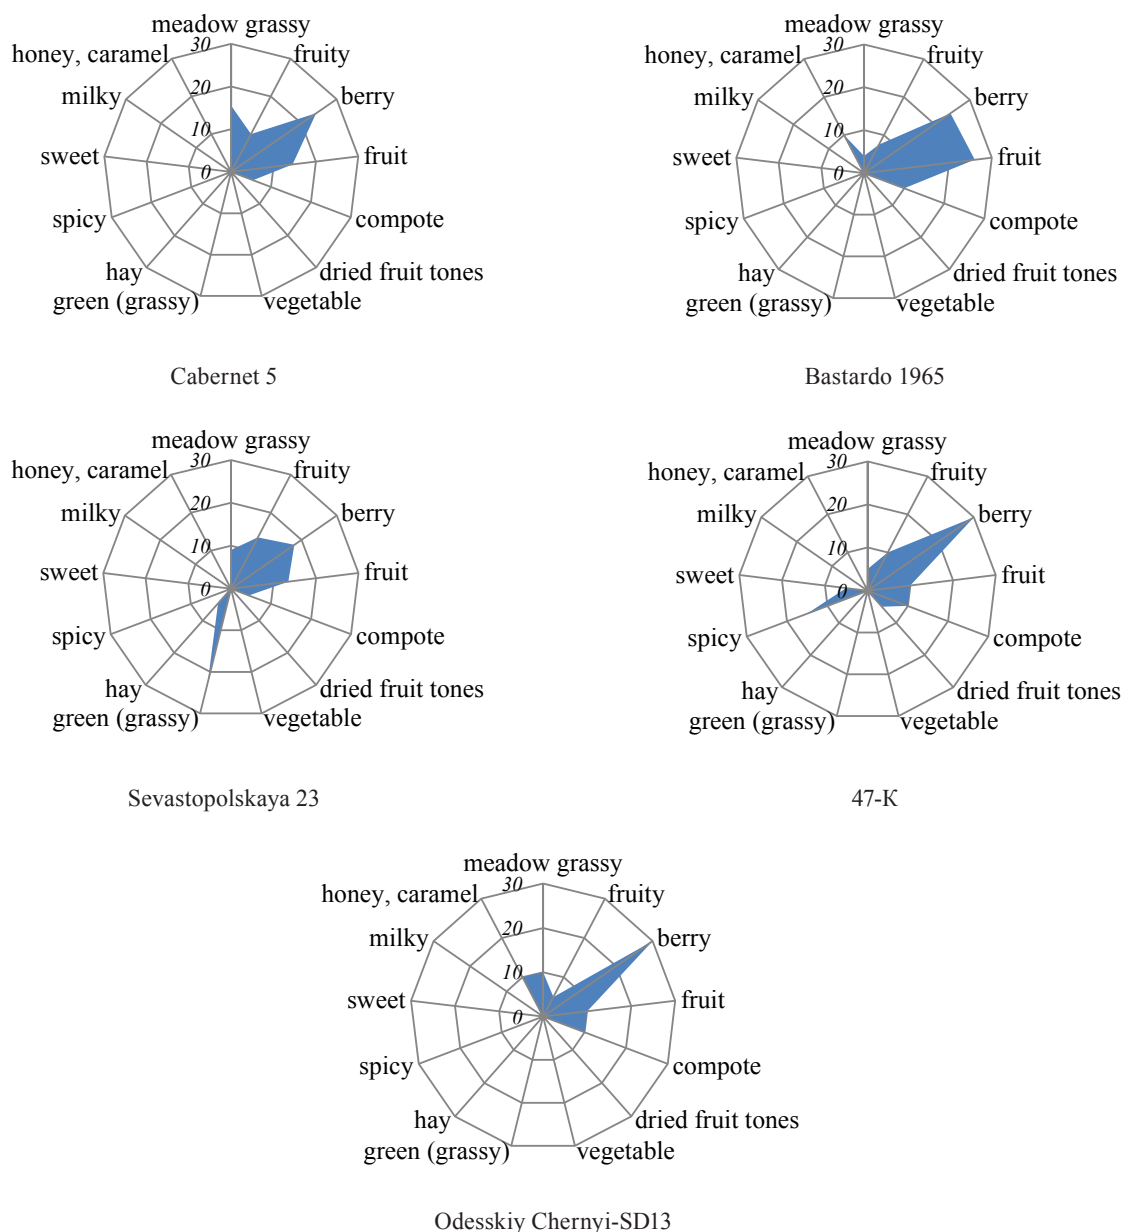 meadow grassy
30
honey, caramel
fruity
20
milky
berry
10
sweet
fruit
0
spicy
compote
hay
dried fruit tones
green (grassy)
vegetable
Cabernet 5
meadow grassy
30
honey, caramel
fruity
20
milky
berry
10
sweet
fruit
0
spicy
compote
hay
dried fruit tones
green (grassy)
vegetable
Bastardo 1965
meadow grassy
30
honey, caramel
fruity
20
milky
berry
10
sweet
fruit
0
spicy
compote
hay
dried fruit tones
green (grassy)
vegetable
Sevastopolskaya 23
meadow grassy
30
honey, caramel
fruity
20
milky
berry
10
sweet
fruit
0
spicy
compote
hay
dried fruit tones
green (grassy)
vegetable
47-K
meadow grassy
30
honey, caramel
fruity
20
milky
berry
10
sweet
fruit
0
spicy
compote
hay
dried fruit tones
green (grassy)
vegetable
Odesskiy Chernyi-SD13